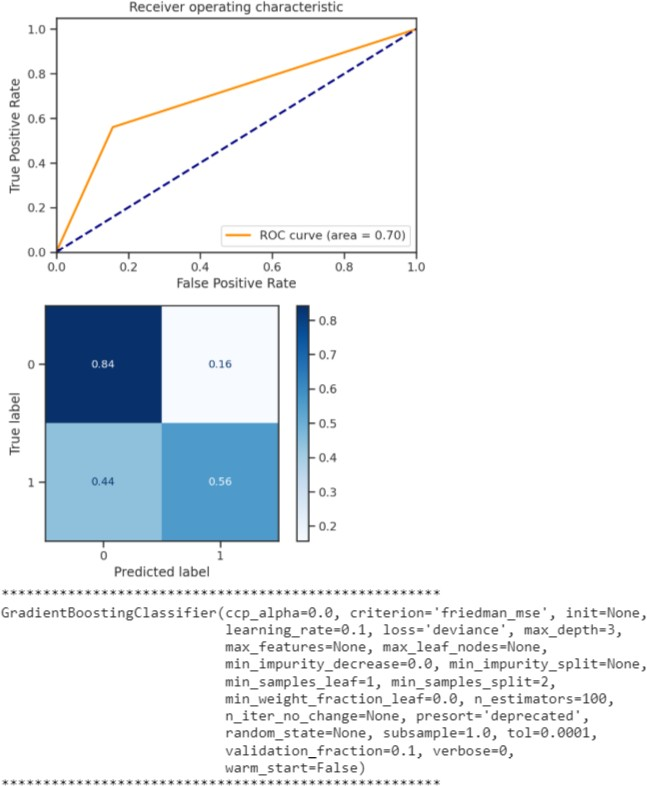 Receiver operating characteristic
1.0
0.8
0.6
0.4
0.2
0.0
True Positive Rate
ROC curve (area = 0.70)
0.0 0.2 0.4 0.6 0.8 1.0
False Positive Rate
0.84 0.16
0.44 0.56
0
1
True label
0 1
Predicted label
0.8
0.7
0.6
0.5
0.4
0.3
0.2
*****************************************************
GradientBoostingClassifier(ccp_alpha=0.0, criterion='friedman_mse', init=None,
learning_rate=0.1, loss='deviance', max_depth=3,
max_features=None, max_leaf_nodes=None,
min_impurity_decrease=0.0, min_impurity_split=None,
min_samples_leaf=1, min_samples_split=2,
min_weight_fraction_leaf=0.0, n_estimators=100,
n_iter_no_change=None, presort='deprecated',
random_state=None, subsample=1.0, tol=0.0001,
validation_fraction=0.1, verbose=0,
warm_start=False)
*****************************************************